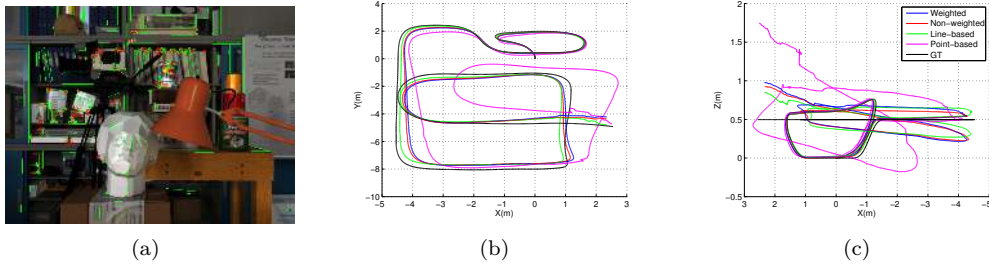 4
2
0
−2
−4
−6
−8
−10
−5 −4 −3 −2 −1 0 1 2 3
X(m)
Y(m)
2
1.5
1
0.5
0
−0.5
3 2 1 0 −1 −2 −3 −4 −5
X(m)
Z(m)
Weighted
Non−weighted
Line−based
Point−based
GT
(a) (b) (c)